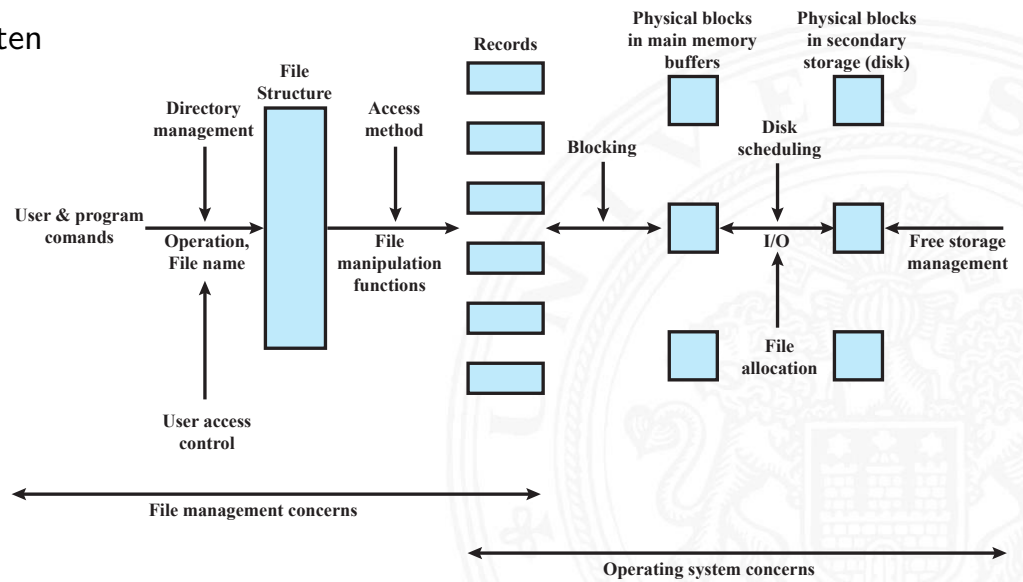 ten
Physical blocks
in main memory
buffers
Physical blocks
in secondary
storage (disk)
Records
File
Structure
Directory
management
Access
method
Blocking
Disk
scheduling
User & program
comands
Operation,
File name
File
manipulation
functions
I/O
Free storage
management
File
allocation
User access
control
File management concerns
Operating system concerns